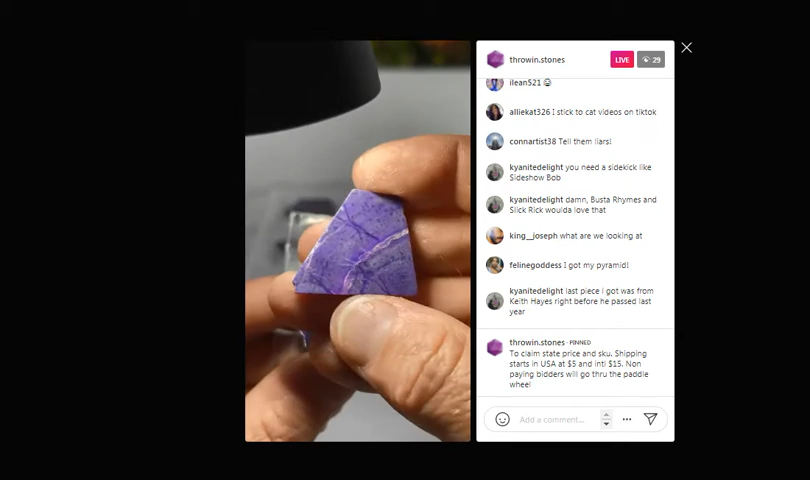 throwin.stones LIVE 29
ilean521
alliekat326 I stick to cat videos on tiktok
connartist38 Tell them liars!
kyanitedelight you need a sidekick like
Sideshow Bob
kyanitedelight damn, Busta Rhymes and
Slick Rick woulda love that
king__joseph what are we looking at
felinegoddess I got my pyramid!
kyanitedelight last piece I got was from
Keith Hayes right before he passed last
year
throwin.stones · PINNED
To claim state price and sku. Shipping
starts in USA at $5 and intl $15. Non
paying bidders will go thru the paddle
wheel
Add a comment...